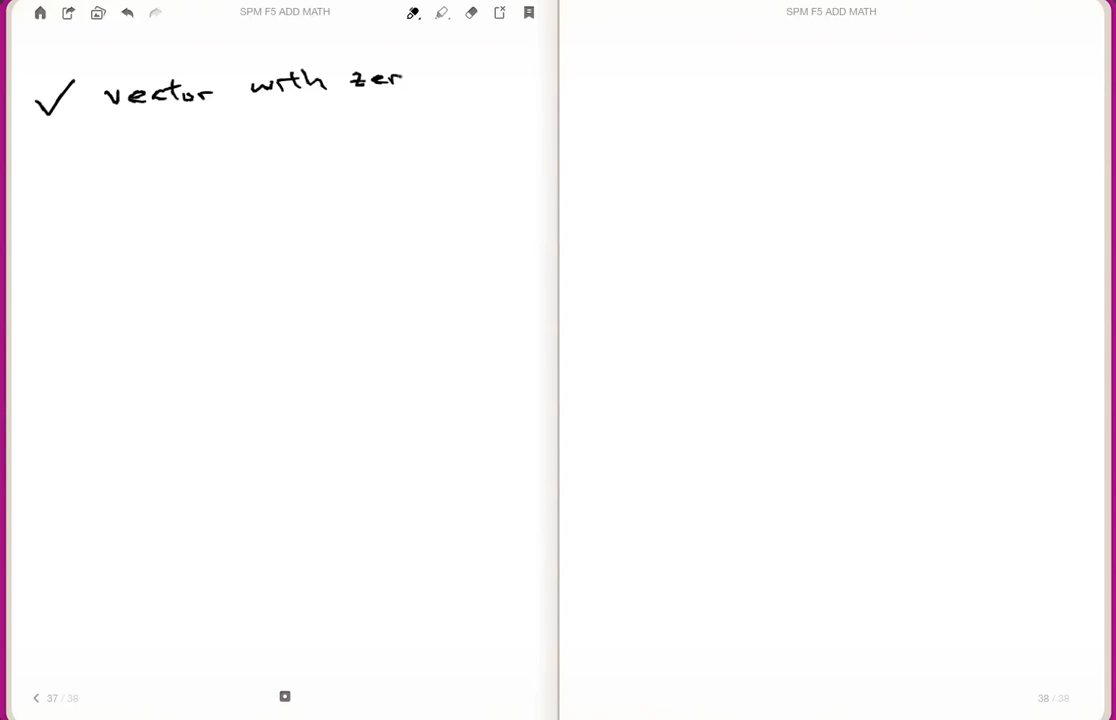 SPM F5 ADD MATH
SPM F5 ADD MATH
✓ vector with zer
37 / 38
38 / 38